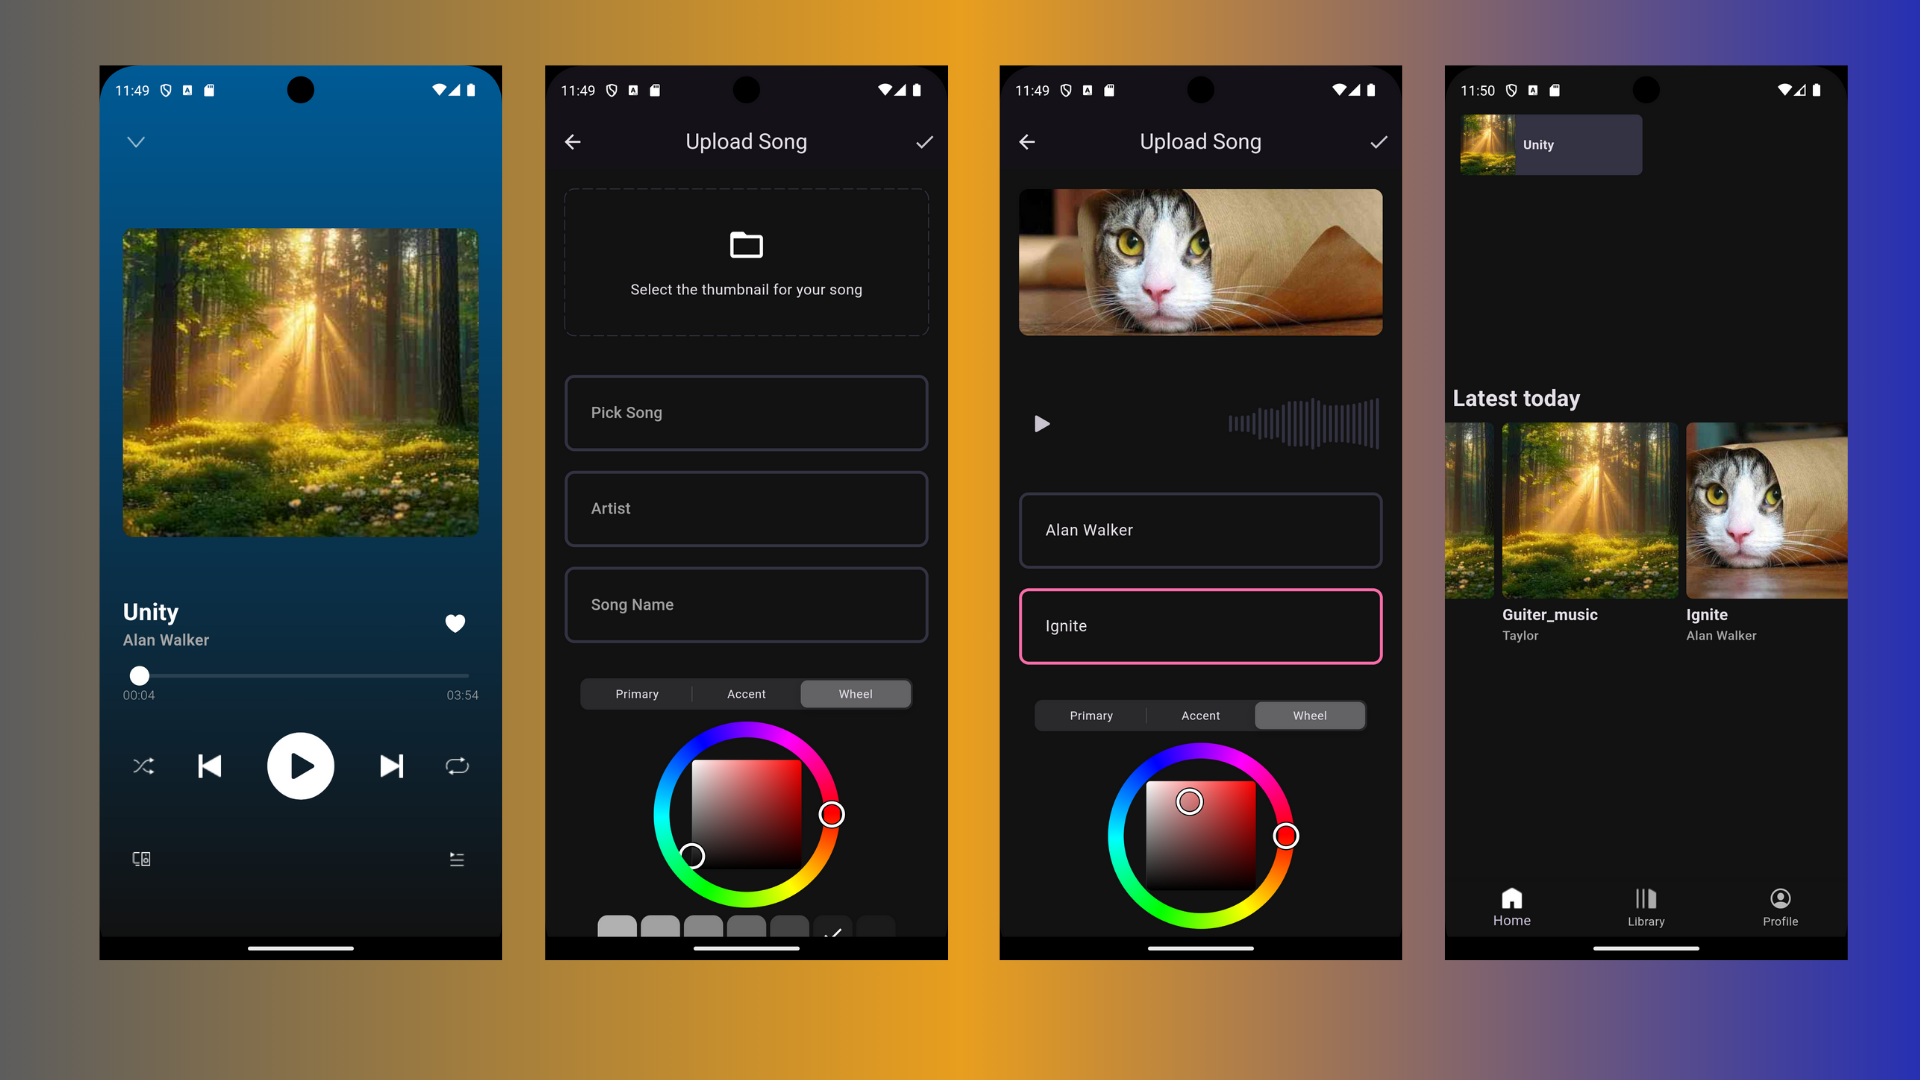 11:49
Unity
Alan Walker
00:04
03:54
11:49
Upload Song
Select the thumbnail for your song
Pick Song
Artist
Song Name
Primary
Accent
Wheel
11:49
Upload Song
Alan Walker
Ignite
Primary
Accent
Wheel
11:50
Unity
Latest today
Guiter_music
Taylor
Ignite
Alan Walker
Home
Library
Profile